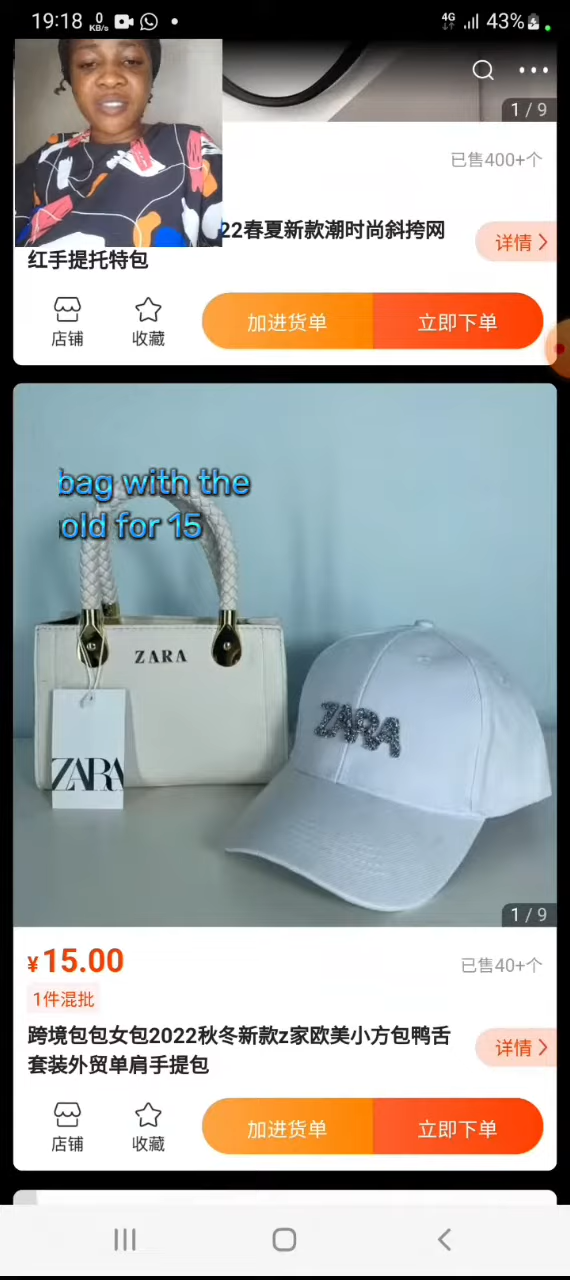 19:18 0 KB/s 4G 43%
1 / 9
已售400+个
22春夏新款潮时尚斜挎网
红手提托特包
详情
店铺 收藏 加进货单 立即下单
bag with the
old for 15
ZARA
ZARA
ZARA
1 / 9
¥15.00
已售40+个
1件混批
跨境包包女包2022秋冬新款z家欧美小方包鸭舌
套装外贸单肩手提包
详情
店铺 收藏 加进货单 立即下单